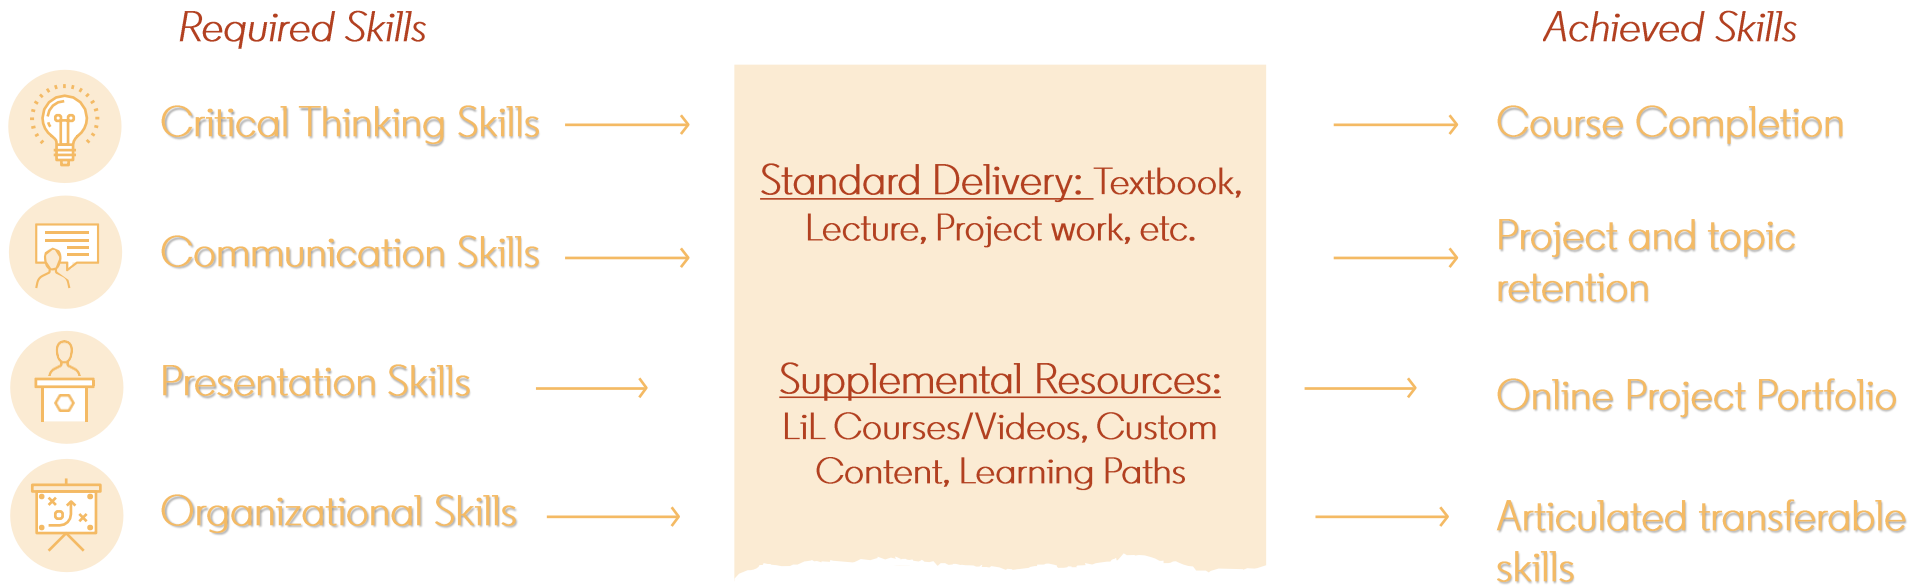 Required Skills
Achieved Skills
Critical Thinking Skills
Communication Skills
Presentation Skills
Organizational Skills
Standard Delivery: Textbook,
Lecture, Project work, etc.
Supplemental Resources:
LiL Courses/Videos, Custom
Content, Learning Paths
Course Completion
Project and topic
retention
Online Project Portfolio
Articulated transferable
skills